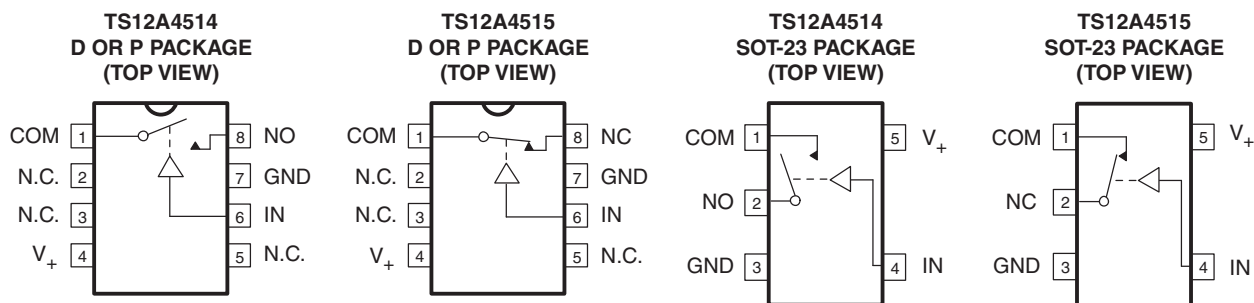 TS12A4514
D OR P PACKAGE
(TOP VIEW)
COM 1 8 NO
N.C. 2 7 GND
N.C. 3 6 IN
V+ 4 5 N.C.
TS12A4515
D OR P PACKAGE
(TOP VIEW)
COM 1 8 NC
N.C. 2 7 GND
N.C. 3 6 IN
V+ 4 5 N.C.
TS12A4514
SOT-23 PACKAGE
(TOP VIEW)
COM 1 5 V+
NO 2
GND 3 4 IN
TS12A4515
SOT-23 PACKAGE
(TOP VIEW)
COM 1 5 V+
NC 2
GND 3 4 IN